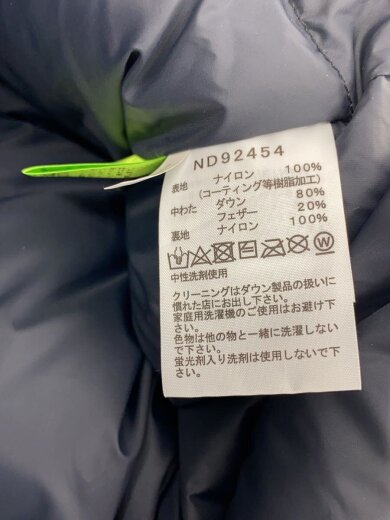 ND92454
表地 ナイロン 100%
(コーティング等樹脂加工)
中わた ダウン 80%
フェザー 20%
裏地 ナイロン 100%
W
中性洗剤使用
クリーニングはダウン製品の扱いに
慣れた店にお出し下さい。
家庭用洗濯機のご使用はお避け下
さい。
色物は他の物と一緒に洗濯しない
で下さい。
蛍光剤入り洗剤は使用しないで下
さい。